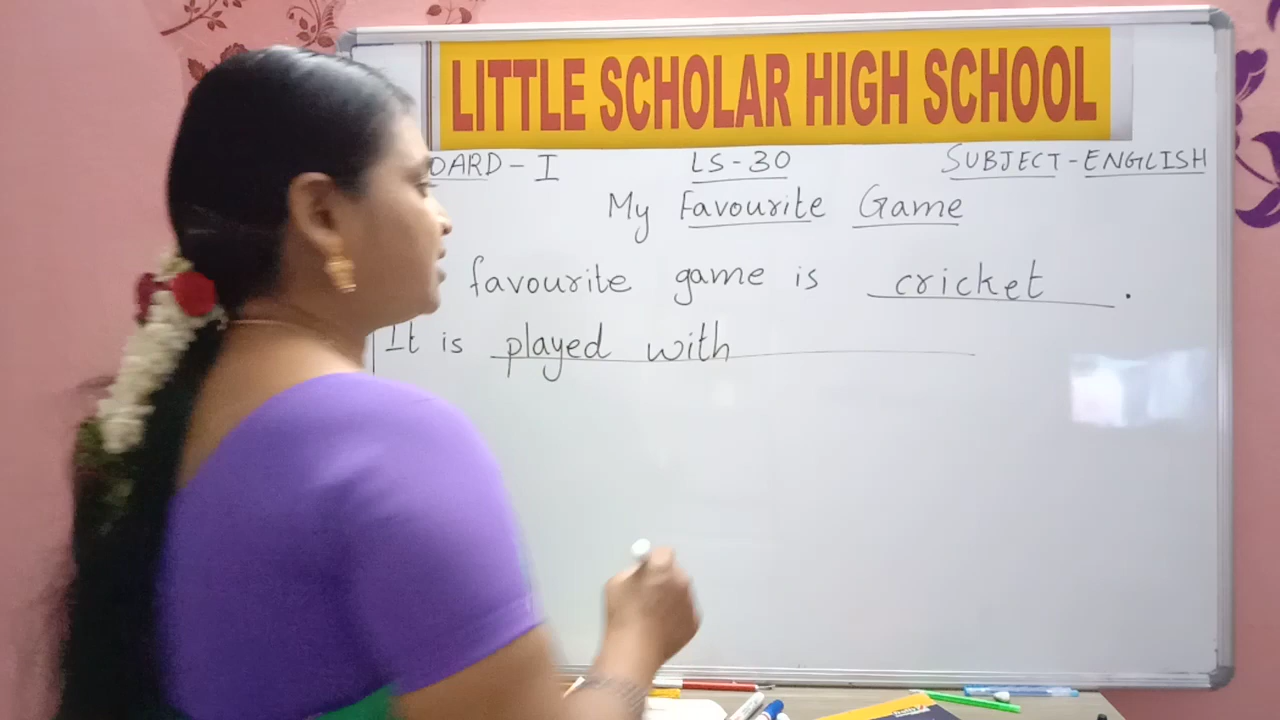 LITTLE SCHOLAR HIGH SCHOOL
OARD - I LS - 30 SUBJECT - ENGLISH
My Favourite Game
favourite game is cricket .
It is played with